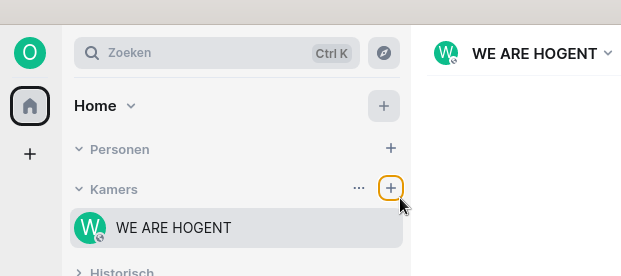 O
Zoeken
Ctrl K
WE ARE HOGENT
Home
Personen
Kamers
W WE ARE HOGENT
Historisch